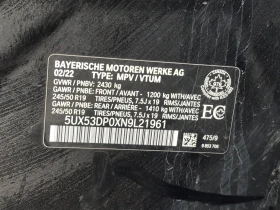 BAYERISCHE MOTOREN WERKE AG
02/22 TYPE: MPV / VTUM
GVWR / PNBV: 2430 kg
GAWR / PNBE: FRONT / AVANT - 1200 kg WITH/AVEC
245/50 R19 TIRES/PNEUS, 7.5J x 19 RIMS/JANTES
GAWR / PNBE: REAR / ARRIERE - 1410 kg WITH/AVEC
245/50 R19 TIRES/PNEUS, 7.5J x 19 RIMS/JANTES
EC
5UX53DP0XN9L21961
475/9